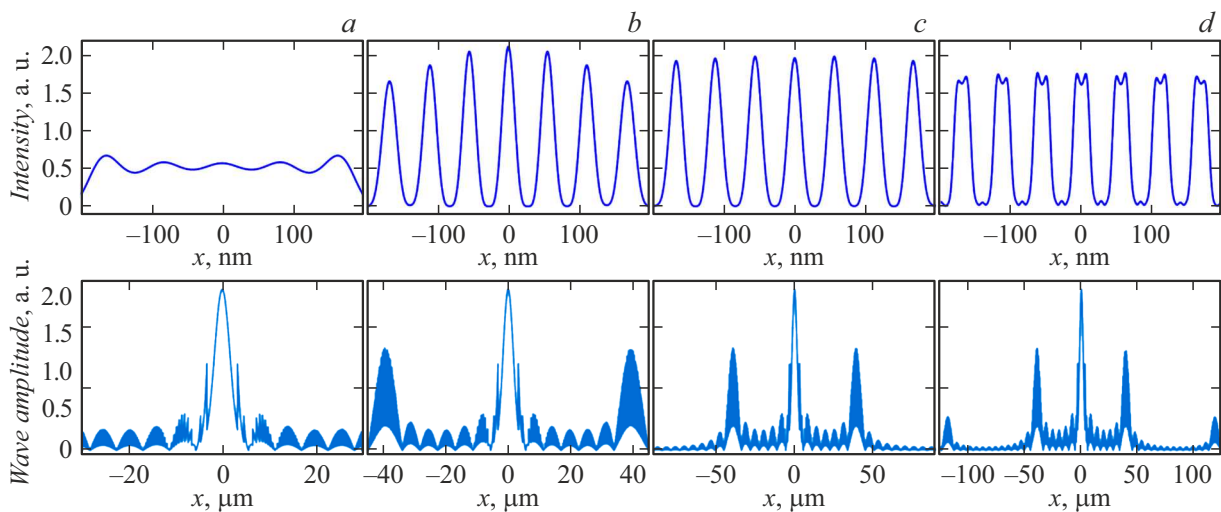 a b c d
Intensity, a. u.
2.0
1.5
1.0
0.5
0
–100 0 100 –100 0 100 –100 0 100 –100 0 100
x, nm x, nm x, nm x, nm
Wave amplitude, a. u.
2.0
1.5
1.0
0.5
0
–20 0 20 –40 –20 0 20 40 –50 0 50 –100 –50 0 50 100
x, μm x, μm x, μm x, μm